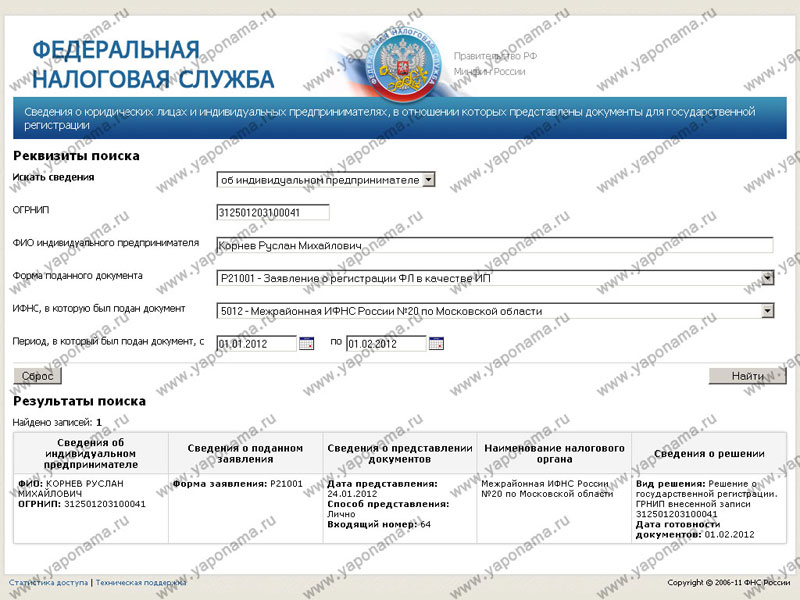 ФЕДЕРАЛЬНАЯ
НАЛОГОВАЯ СЛУЖБА
ФЕДЕРАЛЬНАЯ НАЛОГОВАЯ СЛУЖБА
Правительство РФ
Минфин России
Сведения о юридических лицах и индивидуальных предпринимателях, в отношении которых представлены документы для государственной
регистрации
Реквизиты поиска
Искать сведения
об индивидуальном предпринимателе
ОГРНИП
312501203100041
ФИО индивидуального предпринимателя
Корнев Руслан Михайлович
Форма поданного документа
Р21001 - Заявление о регистрации ФЛ в качестве ИП
ИФНС, в которую был подан документ
5012 - Межрайонная ИФНС России №20 по Московской области
Период, в который был подан документ, с
01.01.2012
по
01.02.2012
Сброс
Найти
Результаты поиска
Найдено записей: 1
Сведения об
индивидуальном
предпринимателе
Сведения о поданном
заявления
Сведения о представлении
документов
Наименование налогового
органа
Сведения о решении
ФИО: КОРНЕВ РУСЛАН
МИХАЙЛОВИЧ
ОГРНИП: 312501203100041
Форма заявления: Р21001
Дата представления:
24.01.2012
Способ представления:
Лично
Входящий номер: 64
Межрайонная ИФНС России
№20 по Московской области
Вид решения: Решение о
государственной регистрации.
ГРНИП внесенной записи
312501203100041
Дата готовности
документов: 01.02.2012
Статистика доступа | Техническая поддержка
Copyright © 2006-11 ФНС России
www.yaponama.ru